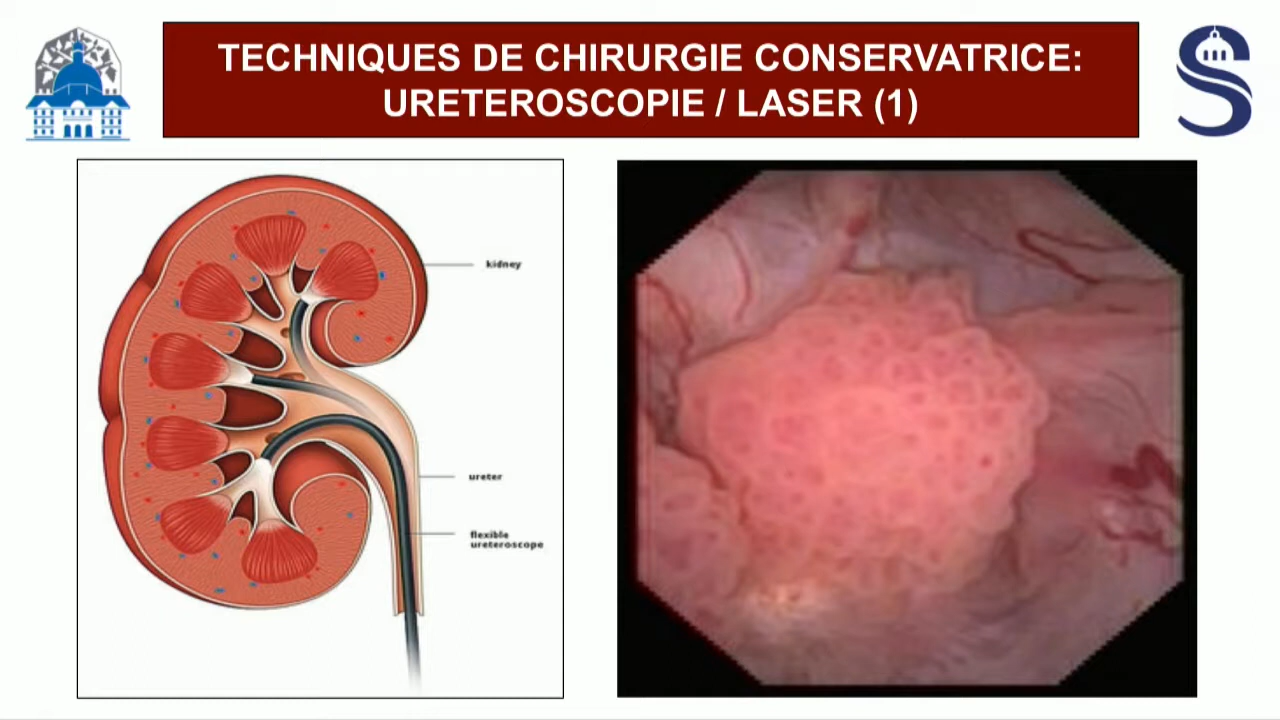 TECHNIQUES DE CHIRURGIE CONSERVATRICE:
URETEROSCOPIE / LASER (1)
kidney
ureter
flexible
ureteroscope